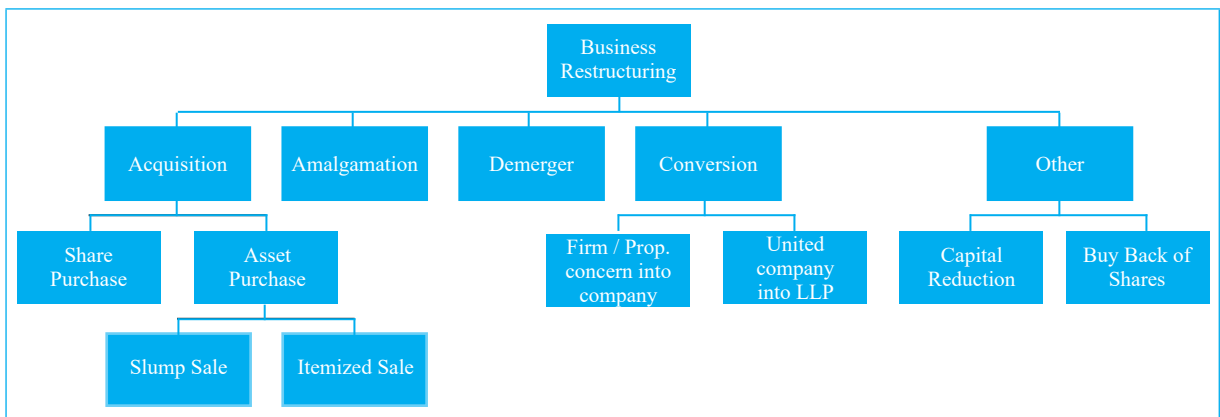 Business
Restructuring
Acquisition
Amalgamation
Demerger
Conversion
Other
Share
Purchase
Asset
Purchase
Firm / Prop.
concern into
company
United
company
into LLP
Capital
Reduction
Buy Back of
Shares
Slump Sale
Itemized Sale